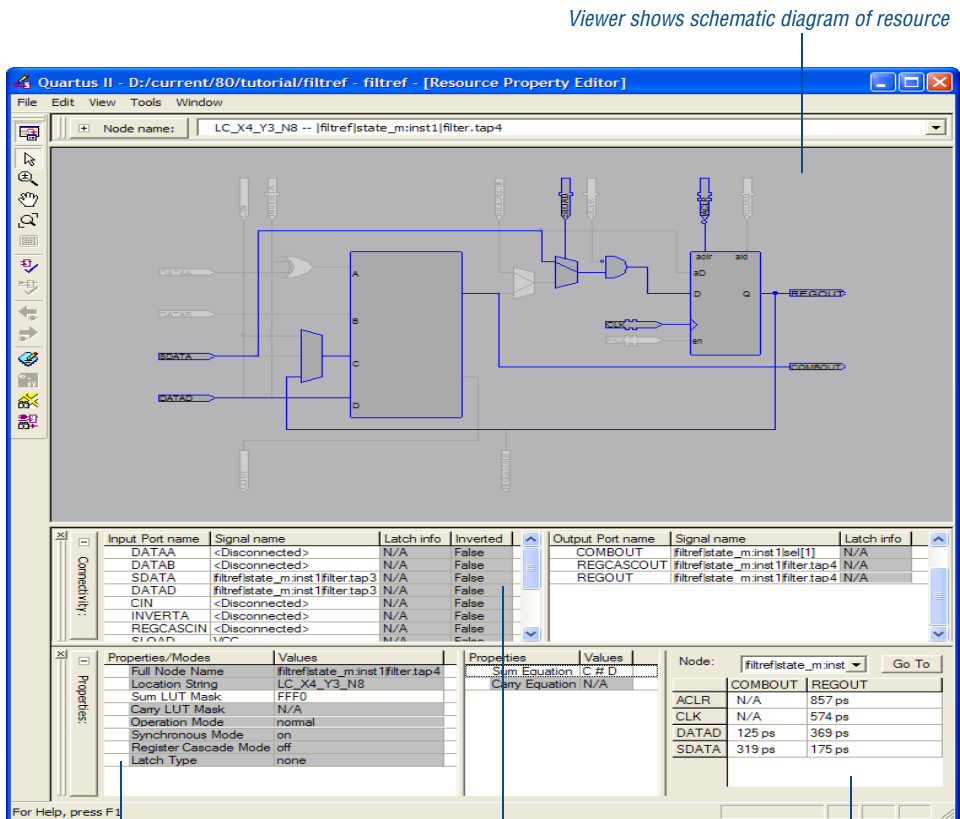 Viewer shows schematic diagram of resource
Quartus II - D:/current/80/tutorial/filtref - filtref - [Resource Property Editor]
File Edit View Tools Window
Node name: LC_X4_Y3_N8 -- |filtref|state_m:inst1|filter.tap4
SLOAD
ACLR
aclr ald
DATAA
A
aD
D Q
REGOUT
DATAB
B
CLK
en
SDATA
C
COMBOUT
DATAD
D
Connectivity:
Input Port name Signal name Latch info Inverted
DATAA <Disconnected> N/A False
DATAB <Disconnected> N/A False
SDATA filtref|state_m:inst1|filter.tap3 N/A False
DATAD filtref|state_m:inst1|filter.tap3 N/A False
CIN <Disconnected> N/A False
INVERTA <Disconnected> N/A False
REGCASCIN <Disconnected> N/A False
SLOAD VCC N/A False
Output Port name Signal name Latch info
COMBOUT filtref|state_m:inst1|sel[1] N/A
REGCASCOUT filtref|state_m:inst1|filter.tap4 N/A
REGOUT filtref|state_m:inst1|filter.tap4 N/A
Properties:
Properties/Modes Values
Full Node Name filtref|state_m:inst1|filter.tap4
Location String LC_X4_Y3_N8
Sum LUT Mask FFF0
Carry LUT Mask N/A
Operation Mode normal
Synchronous Mode on
Register Cascade Mode off
Latch Type none
Properties Values
Sum Equation C # D
Carry Equation N/A
Node: filtref|state_m:inst Go To
COMBOUT REGOUT
ACLR N/A 857 ps
CLK N/A 574 ps
DATAD 125 ps 369 ps
SDATA 319 ps 175 ps
For Help, press F1